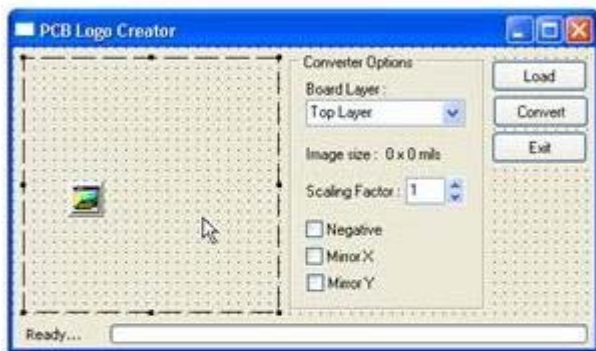 PCB Logo Creator
Converter Options
Board Layer :
Top Layer
Image size : 0 x 0 mils
Scaling Factor : 1
Negative
Mirror X
Mirror Y
Load
Convert
Exit
Ready...